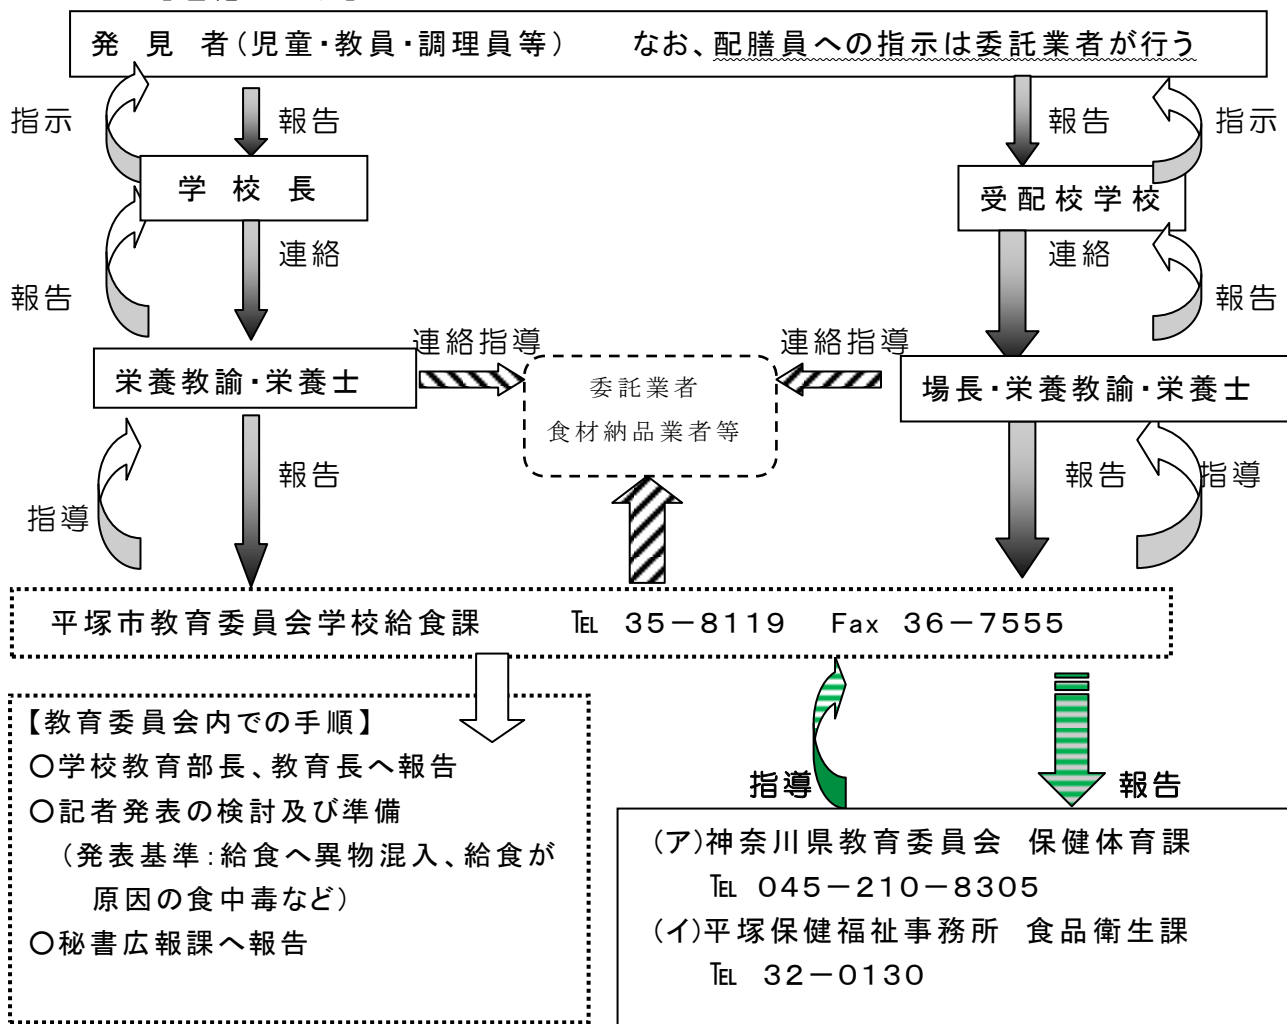 発 見 者(児童・教員・調理員等)　なお、配膳員への指示は委託業者が行う
指示
報告
報告
指示
学 校 長
受配校学校
連絡
連絡
報告
報告
連絡指導
連絡指導
栄養教諭・栄養士
委託業者
食材納品業者等
場長・栄養教諭・栄養士
指導
報告
報告
指導
平塚市教育委員会学校給食課　℡ 35-8119　Fax 36-7555
【教育委員会内での手順】
○学校教育部長、教育長へ報告
○記者発表の検討及び準備
(発表基準:給食へ異物混入、給食が
原因の食中毒など)
○秘書広報課へ報告
指導
報告
(ア)神奈川県教育委員会　保健体育課
℡ 045-210-8305
(イ)平塚保健福祉事務所　食品衛生課
℡ 32-0130